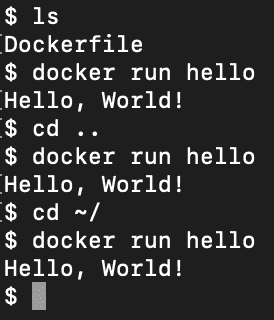 $ ls
Dockerfile
$ docker run hello
Hello, World!
$ cd ..
$ docker run hello
Hello, World!
$ cd ~/
$ docker run hello
Hello, World!
$